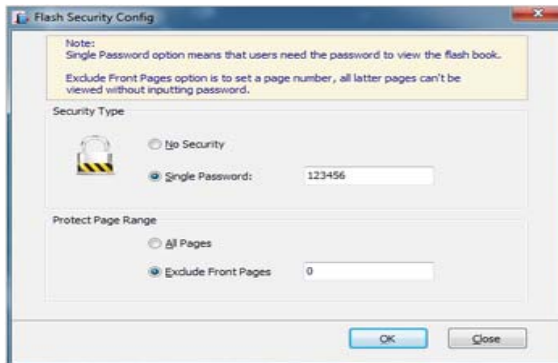 Flash Security Config
Note:
Single Password option means that users need the password to view the flash book.
Exclude Front Pages option is to set a page number, all latter pages can't be
viewed without inputting password.
Security Type
No Security
Single Password: 123456
Protect Page Range
All Pages
Exclude Front Pages 0
OK Close